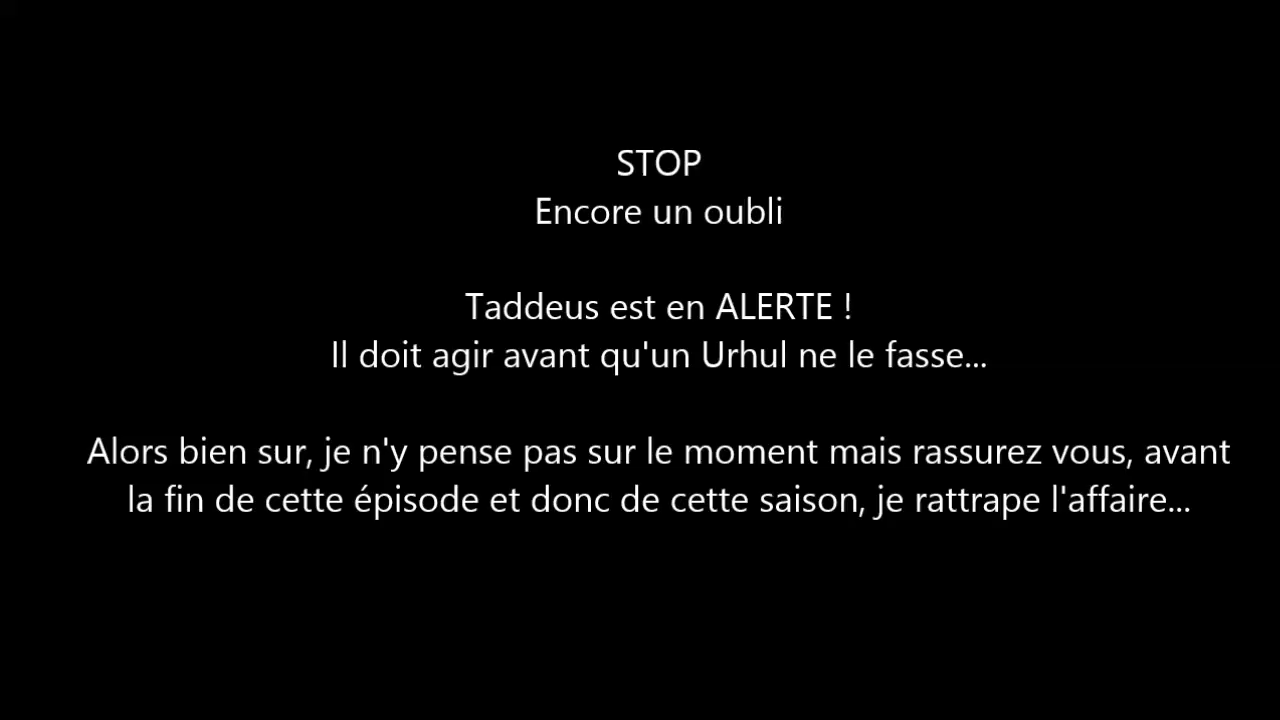 STOP
Encore un oubli
Taddeus est en ALERTE !
Il doit agir avant qu'un Urhul ne le fasse...
Alors bien sur, je n'y pense pas sur le moment mais rassurez vous, avant
la fin de cette épisode et donc de cette saison, je rattrape l'affaire...